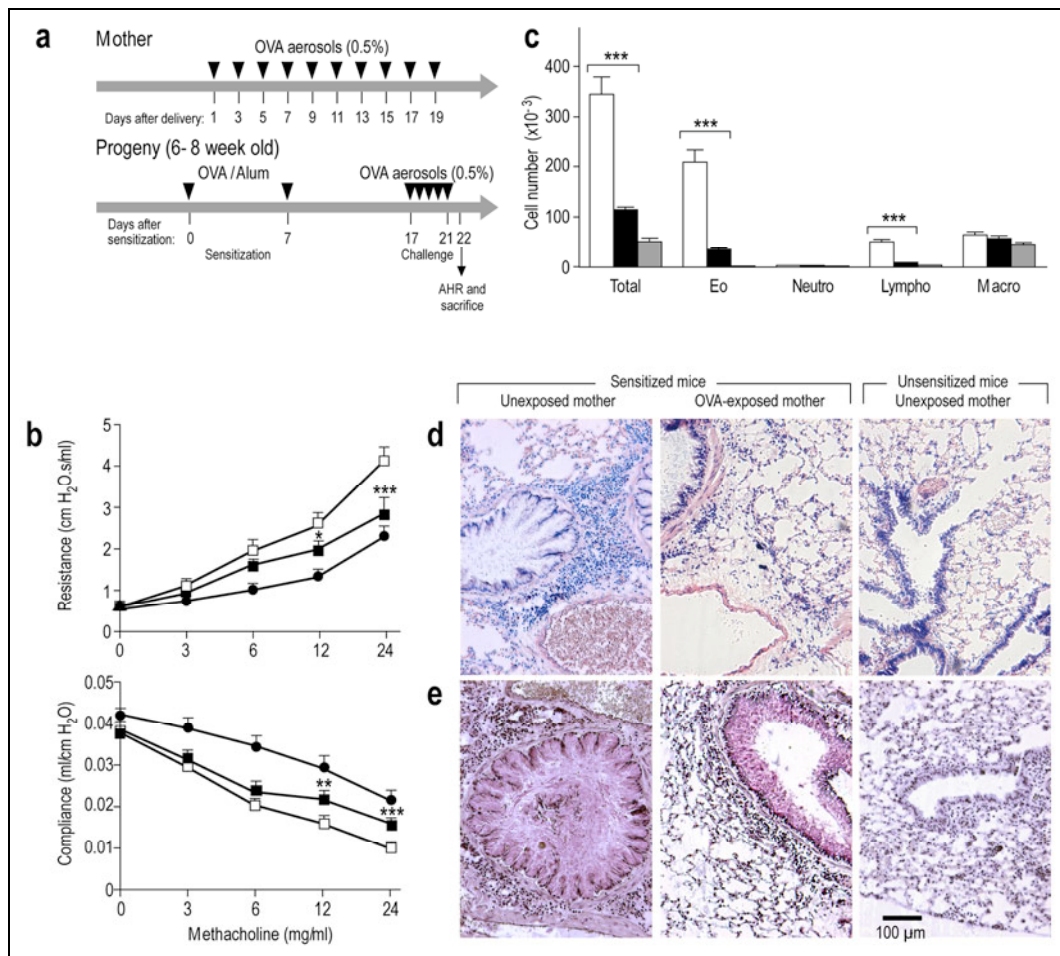 a
Mother
OVA aerosols (0.5%)
Days after delivery: 1 3 5 7 9 11 13 15 17 19
Progeny (6- 8 week old)
OVA /Alum OVA aerosols (0.5%)
Days after
sensitization: 0 7 17 21 22
Sensitization Challenge
AHR and
sacrifice
c
Cell number (x10⁻³)
400
300
200
100
0
***
***
***
Total Eo Neutro Lympho Macro
b
Resistance (cm H₂O.s/ml)
5
4
3
2
1
0
***
*
0 3 6 12 24
Compliance (ml/cm H₂O)
0.05
0.04
0.03
0.02
0.01
0
**
***
0 3 6 12 24
Methacholine (mg/ml)
Sensitized mice Unsensitized mice
Unexposed mother OVA-exposed mother Unexposed mother
d
e
100 µm